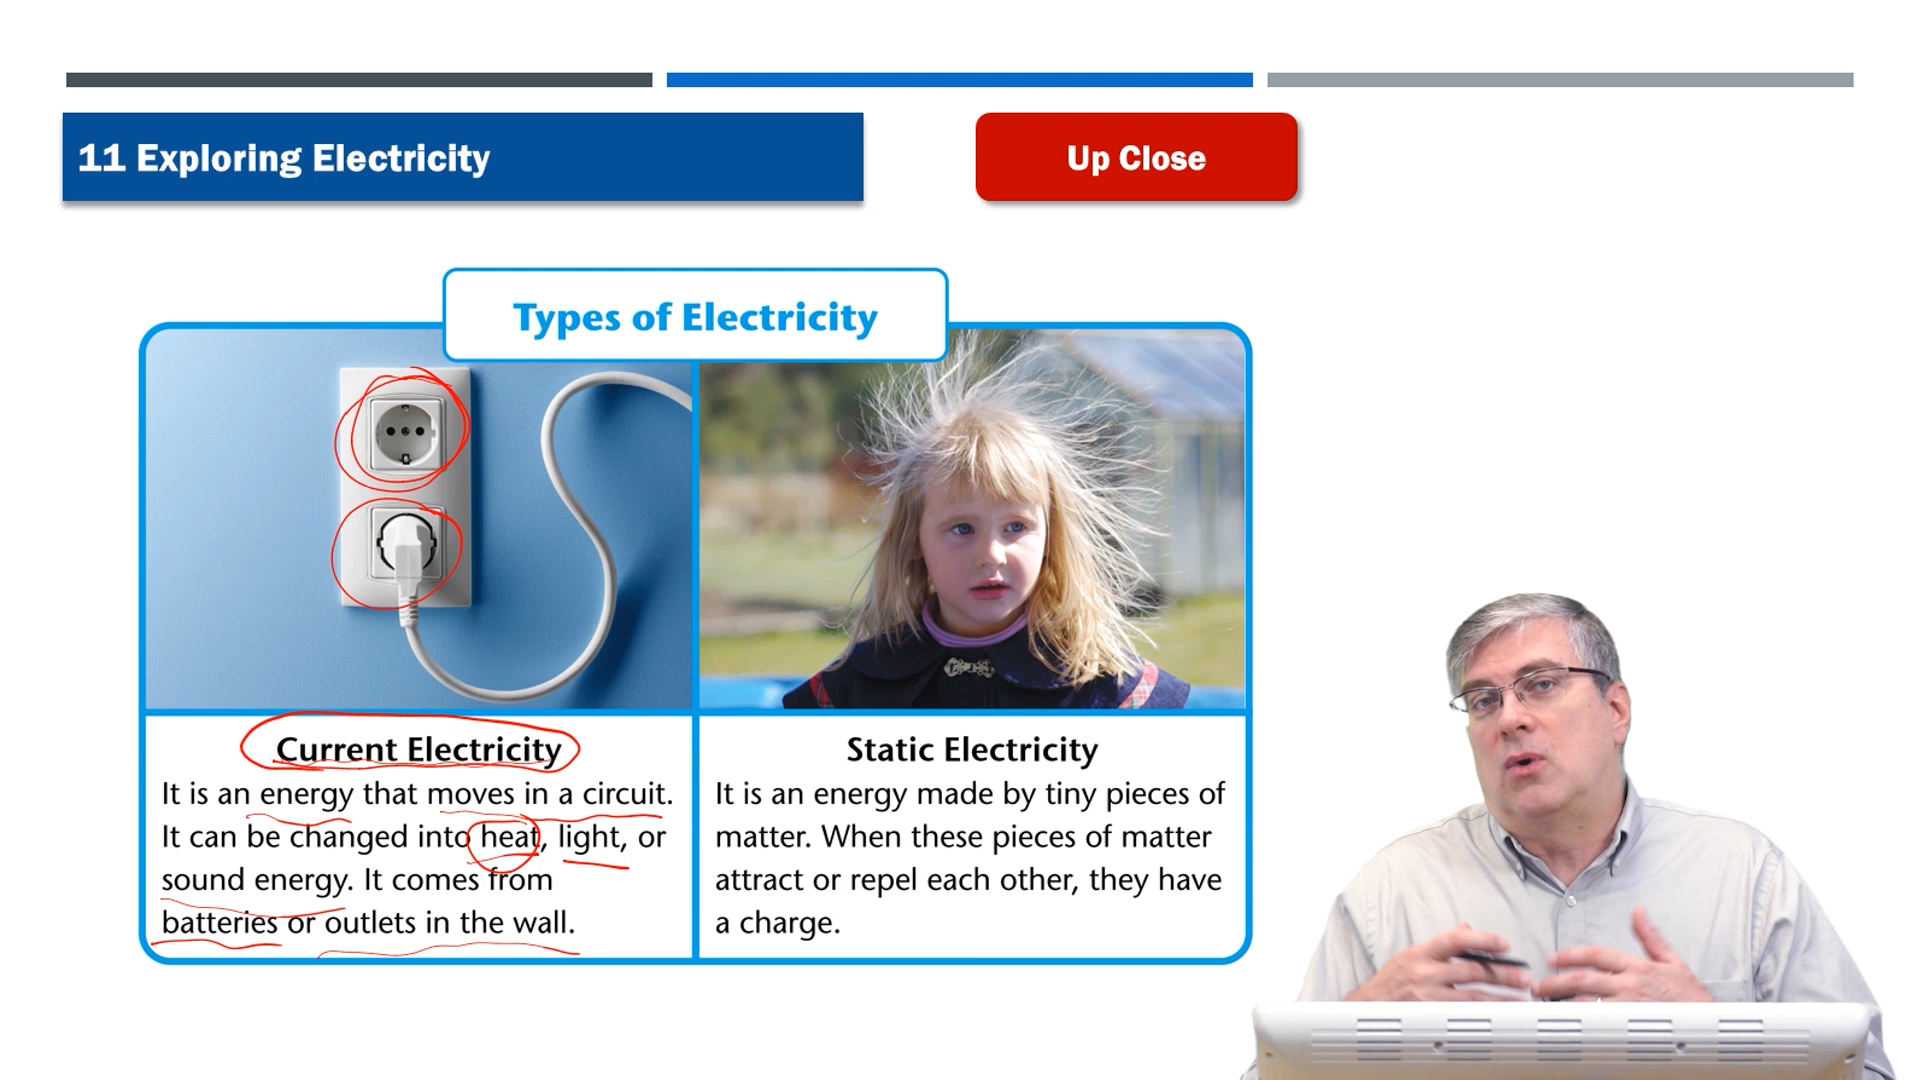 11 Exploring Electricity
Up Close
Types of Electricity
Current Electricity
It is an energy that moves in a circuit.
It can be changed into heat, light, or
sound energy. It comes from
batteries or outlets in the wall.
Static Electricity
It is an energy made by tiny pieces of
matter. When these pieces of matter
attract or repel each other, they have
a charge.